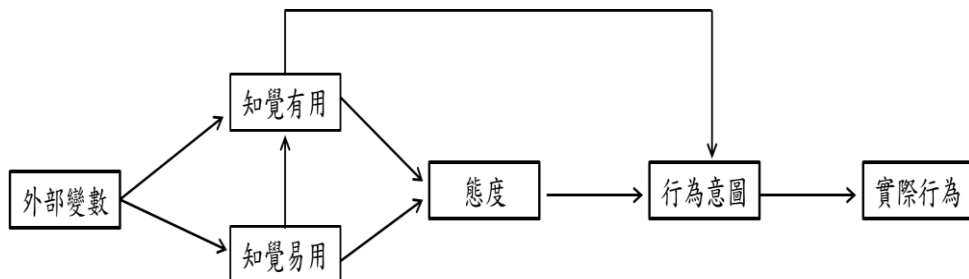 知覺有用
外部變數
態度
行為意圖
實際行為
知覺易用